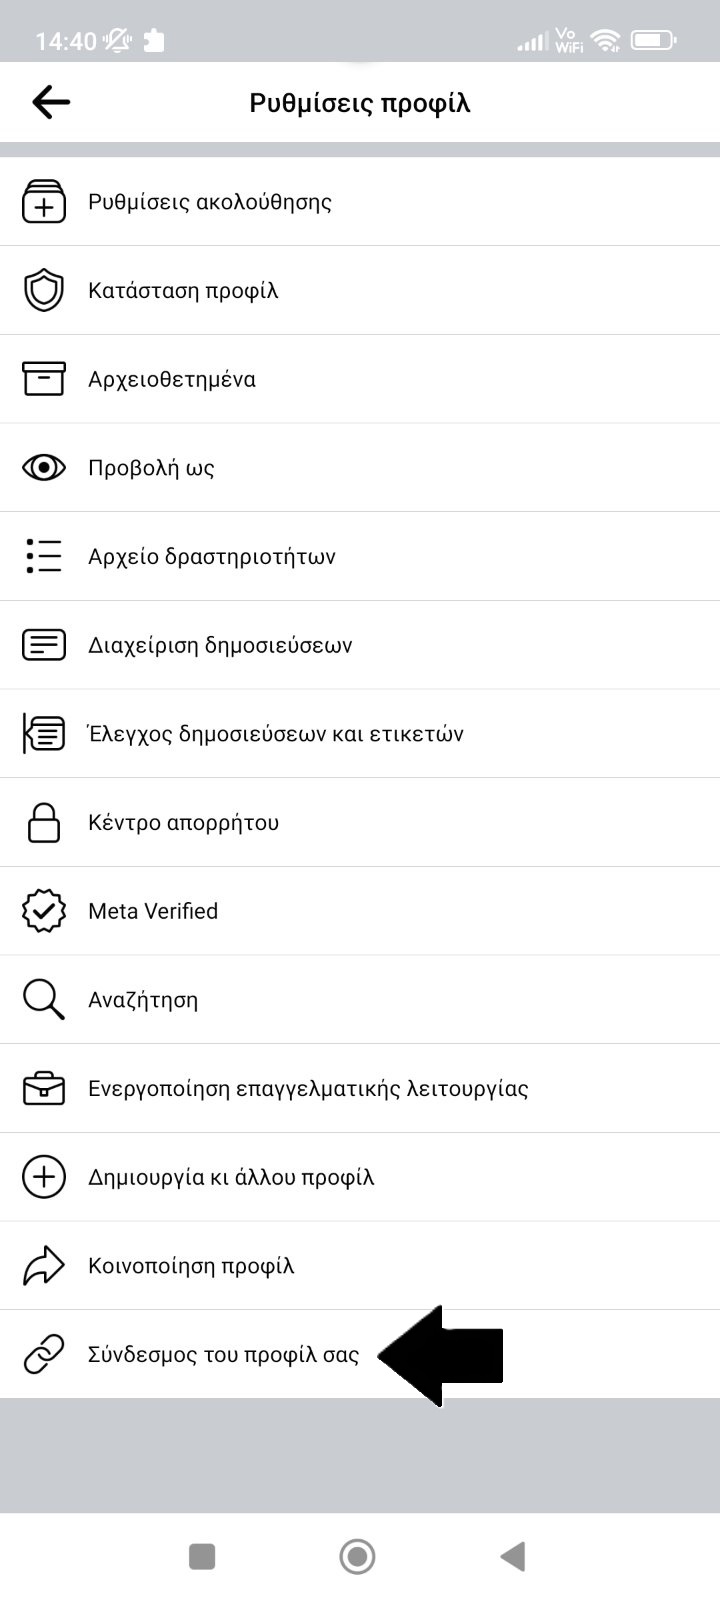 14:40
Vo
WiFi
Ρυθμίσεις προφίλ
Ρυθμίσεις ακολούθησης
Κατάσταση προφίλ
Αρχειοθετημένα
Προβολή ως
Αρχείο δραστηριοτήτων
Διαχείριση δημοσιεύσεων
Έλεγχος δημοσιεύσεων και ετικετών
Κέντρο απορρήτου
Meta Verified
Αναζήτηση
Ενεργοποίηση επαγγελματικής λειτουργίας
Δημιουργία κι άλλου προφίλ
Κοινοποίηση προφίλ
Σύνδεσμος του προφίλ σας